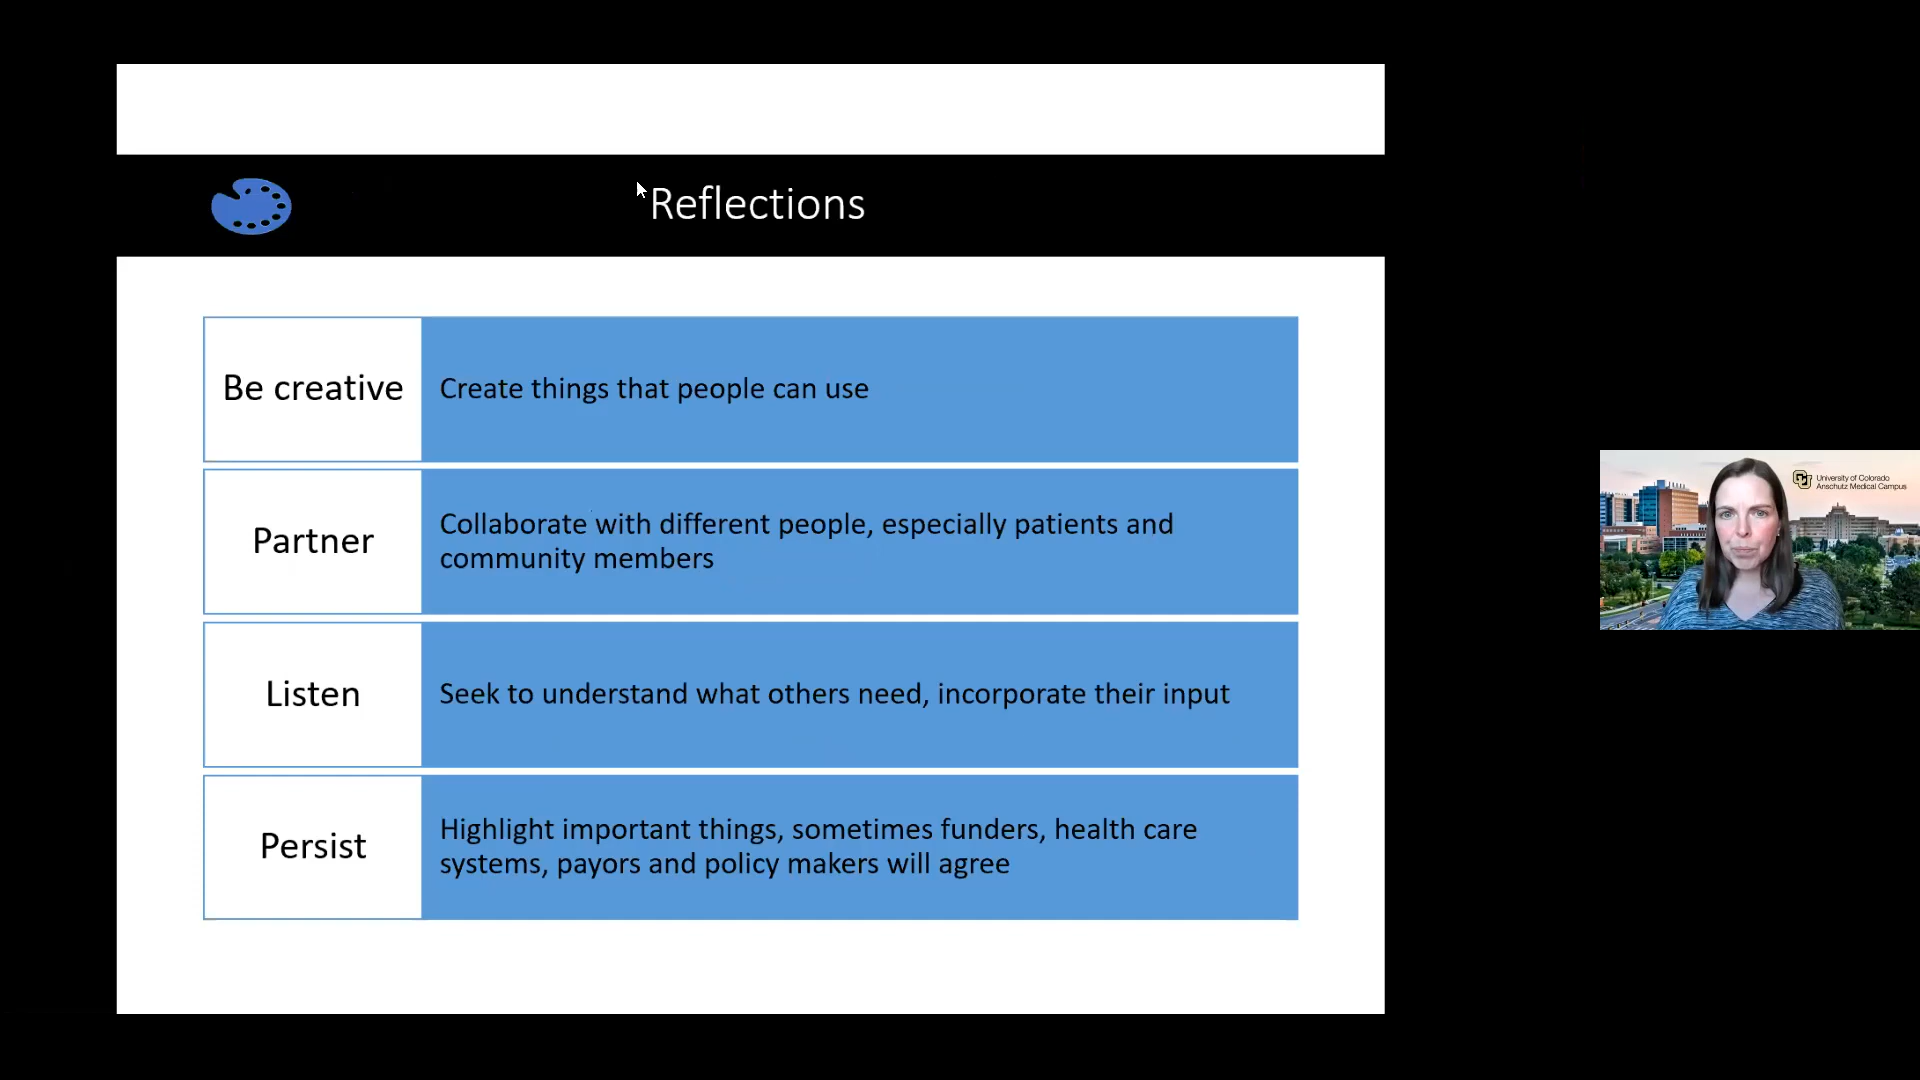 Reflections
Be creative
Create things that people can use
Partner
Collaborate with different people, especially patients and
community members
Listen
Seek to understand what others need, incorporate their input
Persist
Highlight important things, sometimes funders, health care
systems, payors and policy makers will agree
University of Colorado
Anschutz Medical Campus